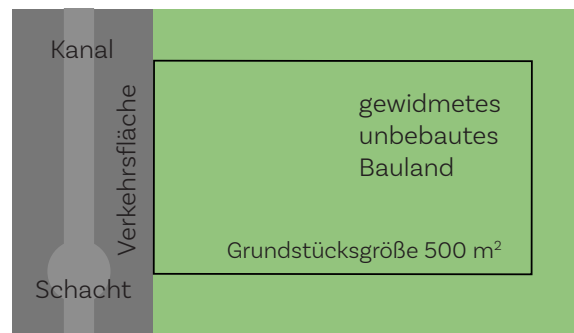 Kanal
Verkehrsfläche
Schacht
gewidmetes
unbebautes
Bauland
Grundstücksgröße 500 m²